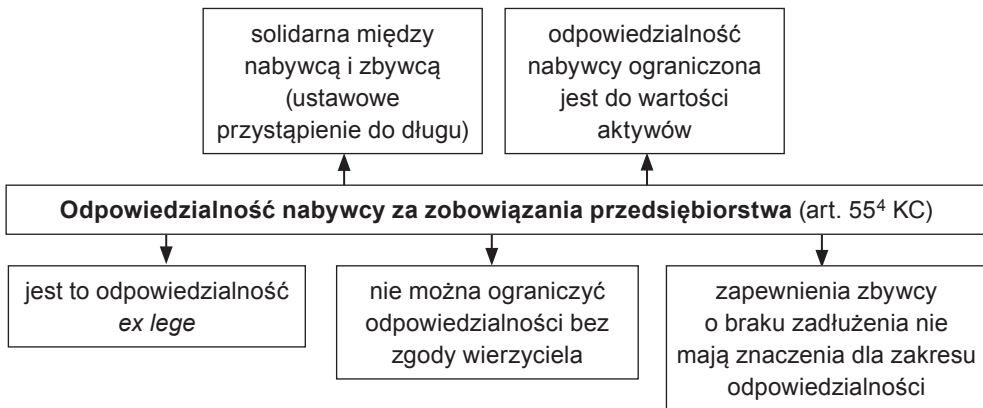 solidarna między
nabywcą i zbywcą
(ustawowe
przystąpienie do długu)
odpowiedzialność
nabywcy ograniczona
jest do wartości
aktywów
Odpowiedzialność nabywcy za zobowiązania przedsiębiorstwa (art. 55⁴ KC)
jest to odpowiedzialność
ex lege
nie można ograniczyć
odpowiedzialności bez
zgody wierzyciela
zapewnienia zbywcy
o braku zadłużenia nie
mają znaczenia dla zakresu
odpowiedzialności